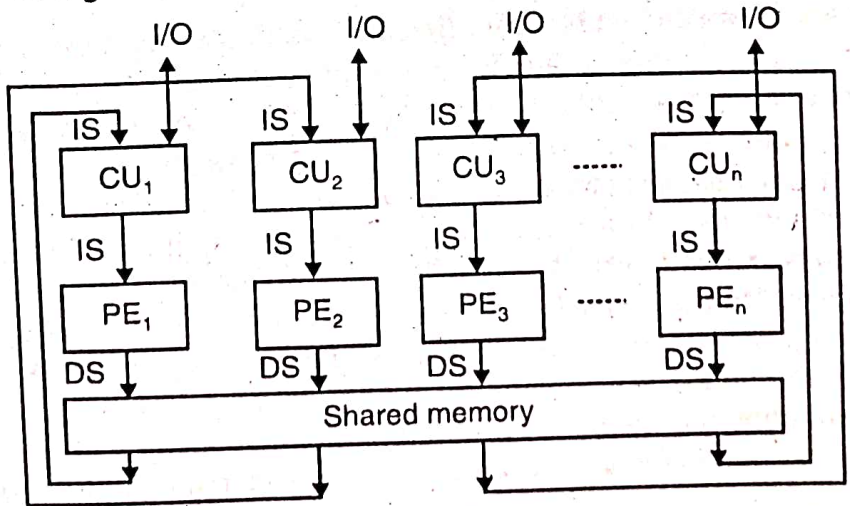 I/O I/O I/O I/O
IS IS IS IS
CU₁ CU₂ CU₃ ...... CUₙ
IS IS IS IS
PE₁ PE₂ PE₃ ...... PEₙ
DS DS DS DS
Shared memory